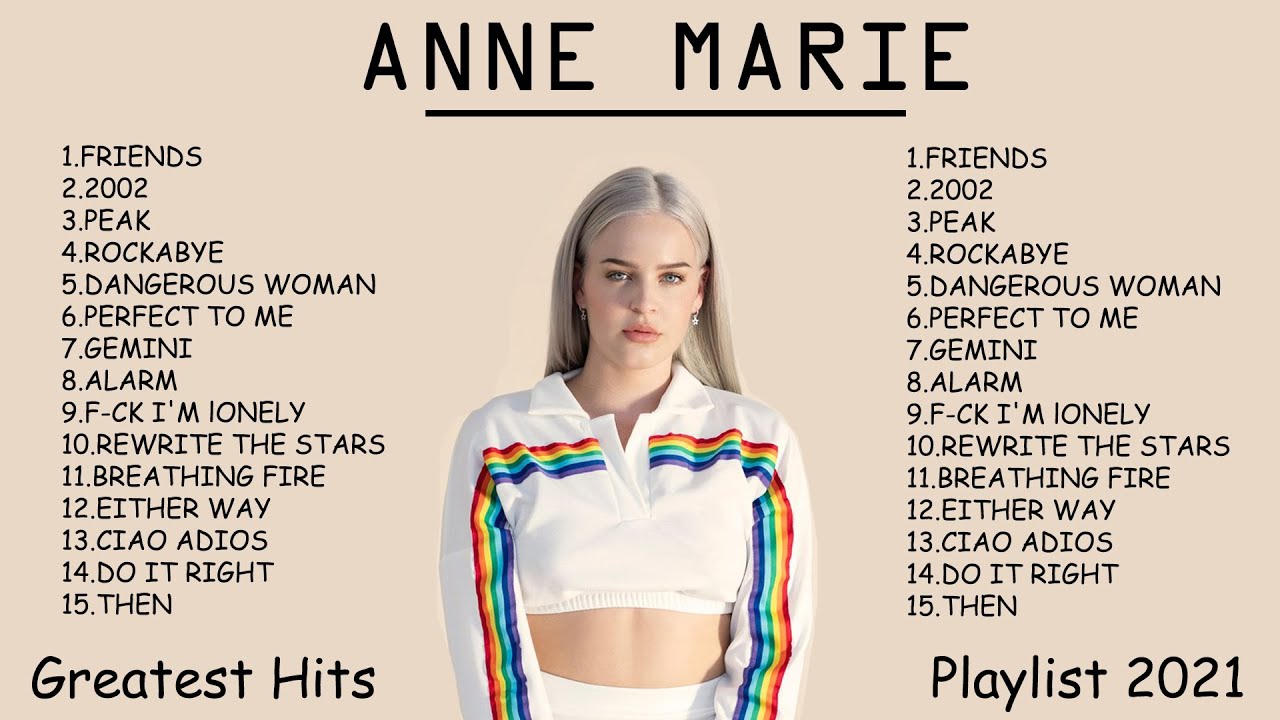 ANNE MARIE
1.FRIENDS
2.2002
3.PEAK
4.ROCKABYE
5.DANGEROUS WOMAN
6.PERFECT TO ME
7.GEMINI
8.ALARM
9.F-CK I'M lONELY
10.REWRITE THE STARS
11.BREATHING FIRE
12.EITHER WAY
13.CIAO ADIOS
14.DO IT RIGHT
15.THEN
1.FRIENDS
2.2002
3.PEAK
4.ROCKABYE
5.DANGEROUS WOMAN
6.PERFECT TO ME
7.GEMINI
8.ALARM
9.F-CK I'M lONELY
10.REWRITE THE STARS
11.BREATHING FIRE
12.EITHER WAY
13.CIAO ADIOS
14.DO IT RIGHT
15.THEN
Greatest Hits
Playlist 2021